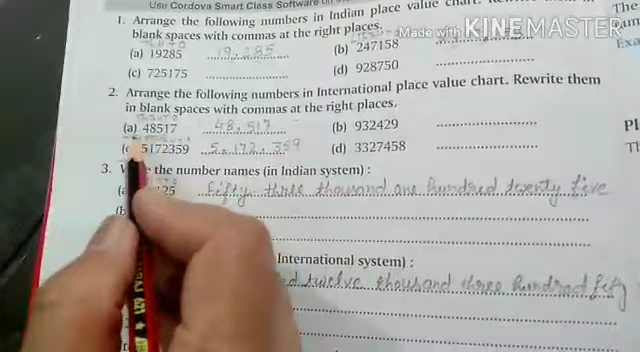 Use Cordova Smart Class Software on
1. Arrange the following numbers in Indian place value chart. Rewrite
blank spaces with commas at the right places.
Made with KINEMASTER
The
(a) 19285 19,285 (b) 247158
(c) 725175 (d) 928750
2. Arrange the following numbers in International place value chart. Rewrite them
in blank spaces with commas at the right places.
(a) 48517 48,517 (b) 932429
5172359 5,172,359 (d) 3327458
3. the number names (in Indian system) :
fifty three thousand one hundred twenty five
International system) :
twelve thousand three hundred fifty